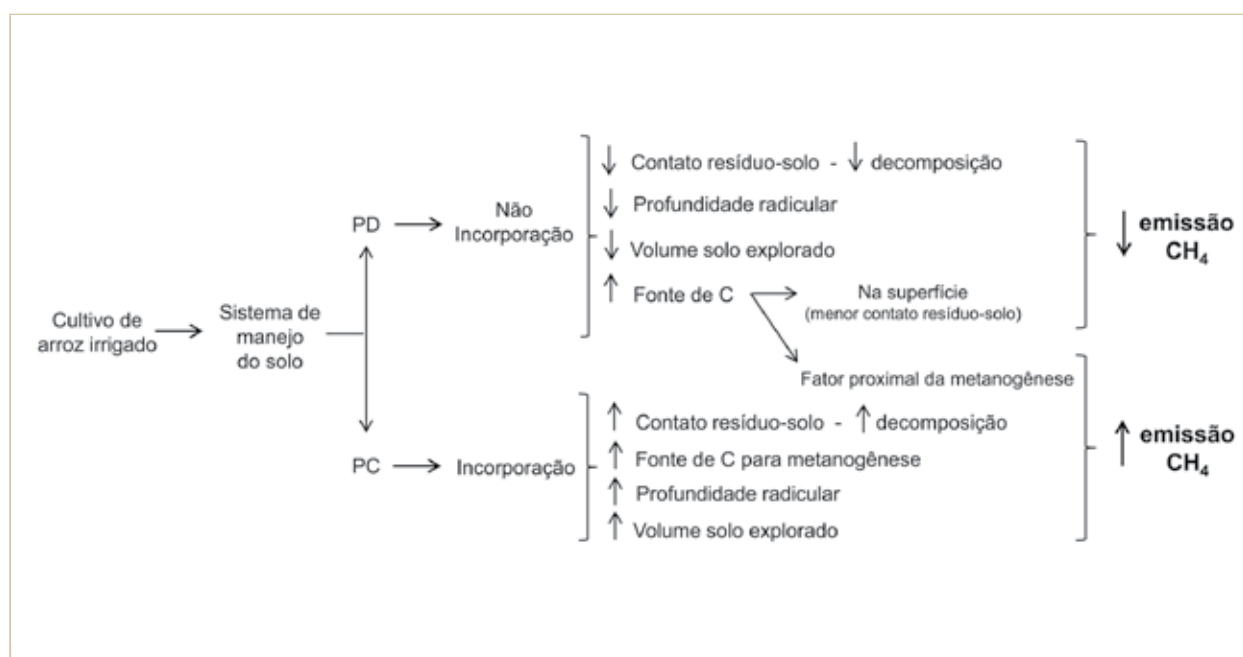 Cultivo de
arroz irrigado
Sistema de
manejo
do solo
PD
Não
Incorporação
↓ Contato resíduo-solo - ↓ decomposição
↓ Profundidade radicular
↓ Volume solo explorado
↑ Fonte de C
Na superfície
(menor contato resíduo-solo)
Fator proximal da metanogênese
↓ emissão
CH₄
PC
Incorporação
↑ Contato resíduo-solo - ↑ decomposição
↑ Fonte de C para metanogênese
↑ Profundidade radicular
↑ Volume solo explorado
↑ emissão
CH₄